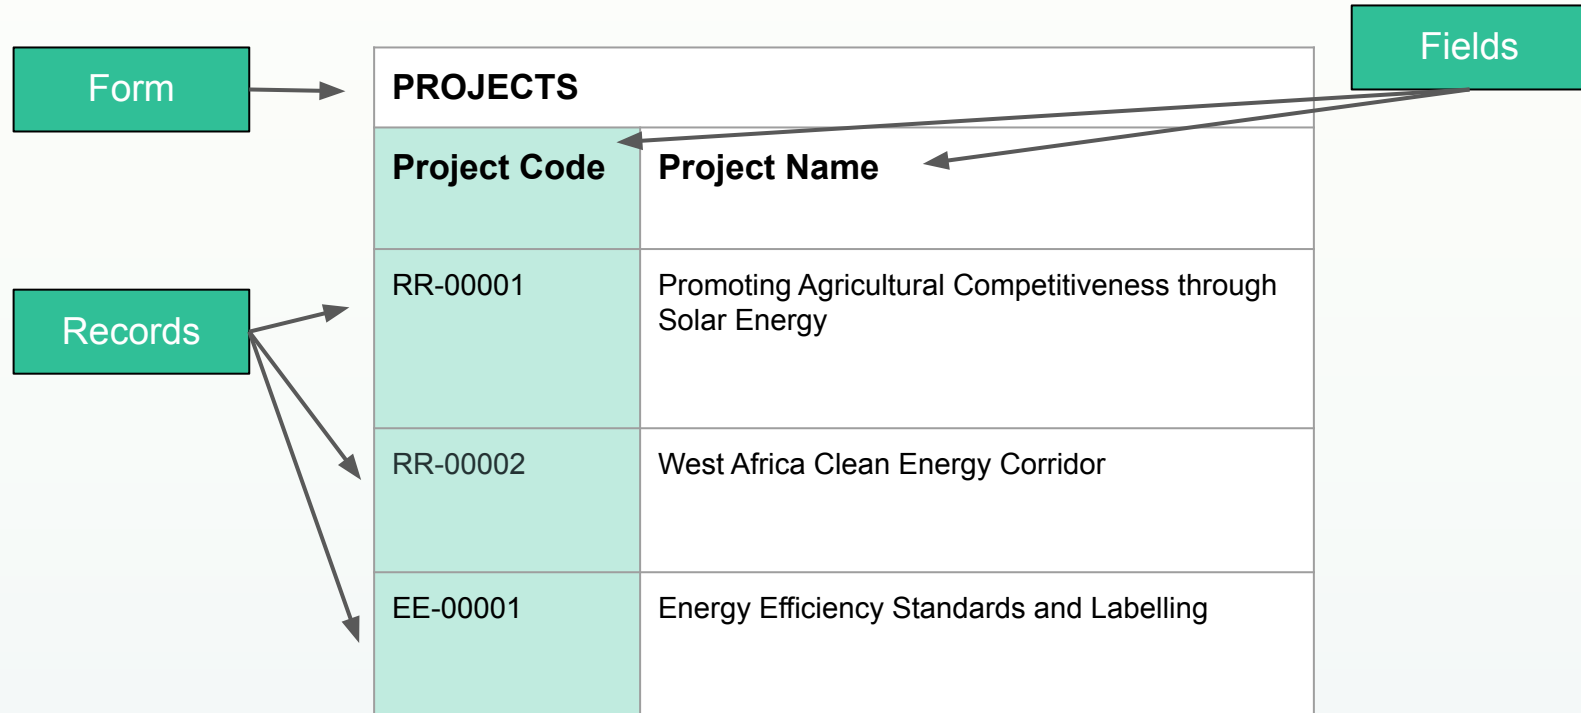 Fields
Form
PROJECTS
Project Code
Project Name
Records
RR-00001
Promoting Agricultural Competitiveness through
Solar Energy
RR-00002
West Africa Clean Energy Corridor
EE-00001
Energy Efficiency Standards and Labelling